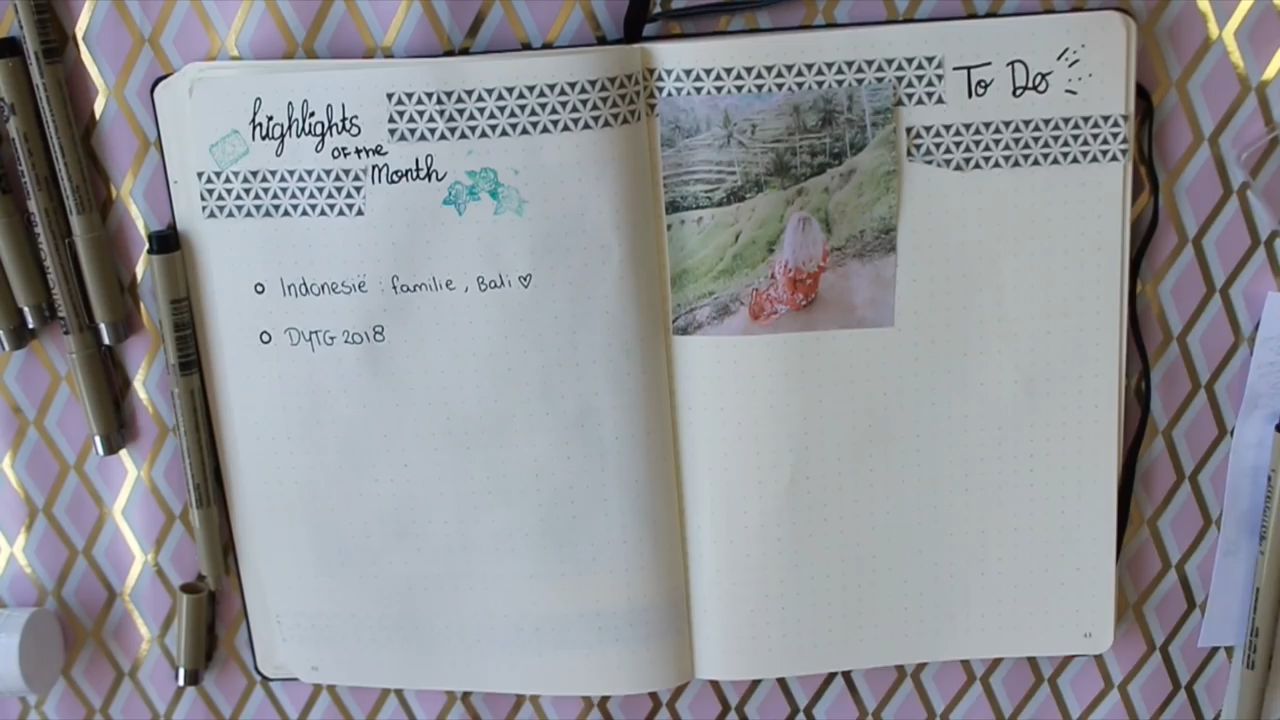 highlights
OF THE
Month
Indonesië : familie , Bali ♡
DYTG 2018
To Do